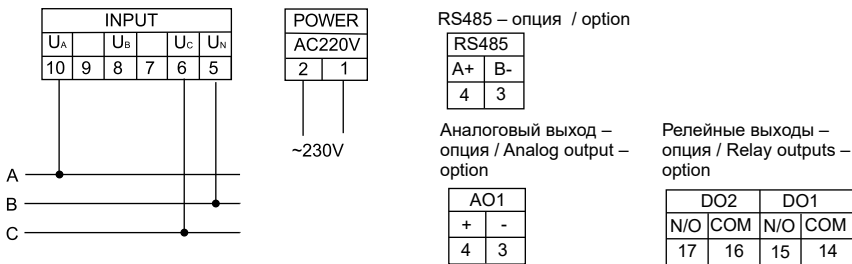 INPUT
UA UB UC UN
10 9 8 7 6 5
A
B
C
POWER
AC220V
2 1
~230V
RS485 – опция / option
RS485
A+ B-
4 3
Аналоговый выход –
опция / Analog output –
option
AO1
+ -
4 3
Релейные выходы –
опция / Relay outputs –
option
DO2 DO1
N/O COM N/O COM
17 16 15 14